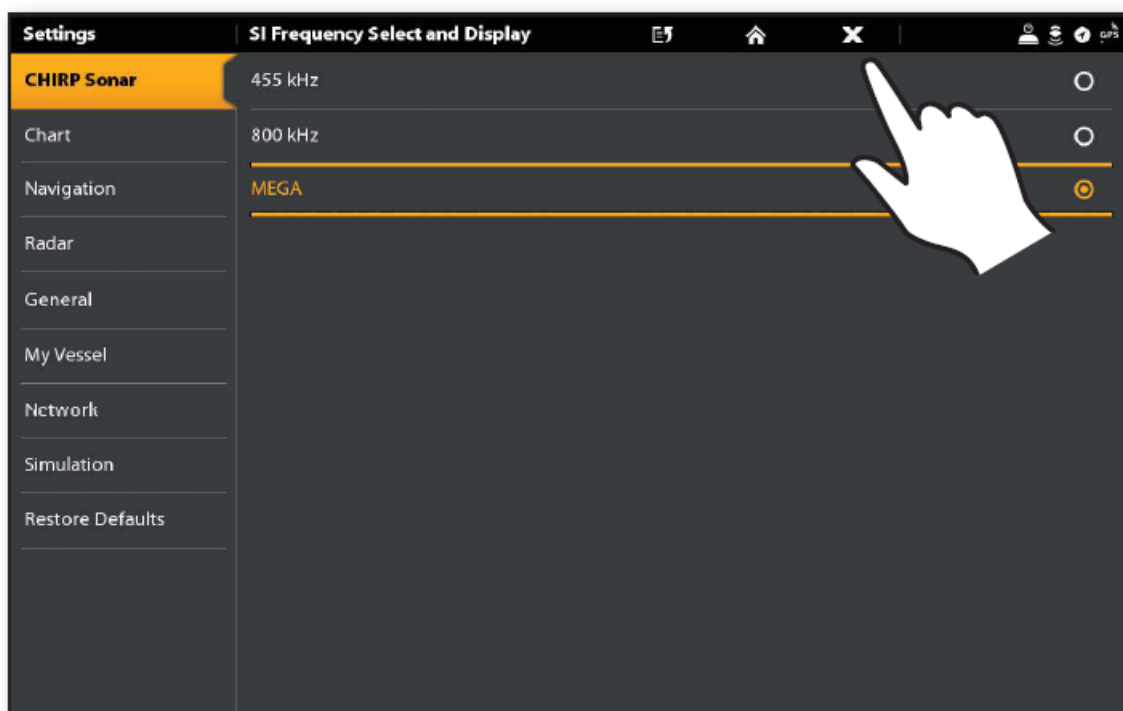 Settings
SI Frequency Select and Display
GPS
CHIRP Sonar
455 kHz
Chart
800 kHz
Navigation
MEGA
Radar
General
My Vessel
Network
Simulation
Restore Defaults